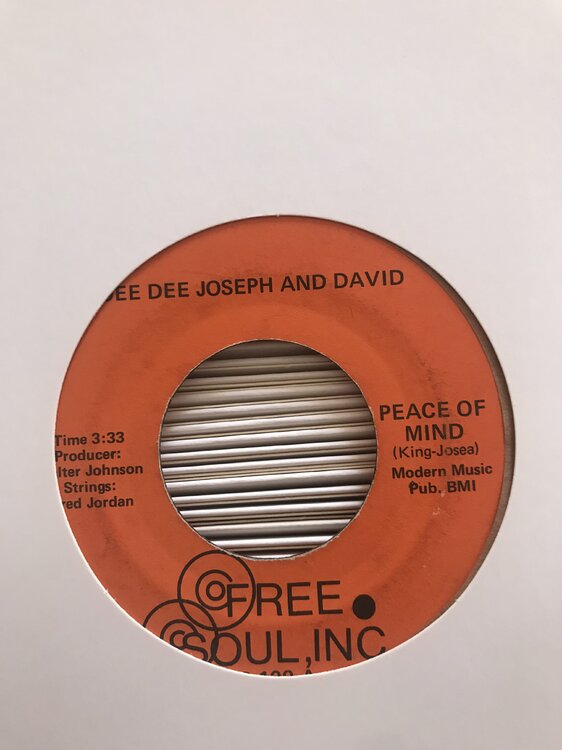 DEE DEE JOSEPH AND DAVID
PEACE OF
MIND
(King-Josea)
Modern Music
Pub. BMI
Time 3:33
Producer:
lter Johnson
Strings:
red Jordan
FREE
SOUL, INC